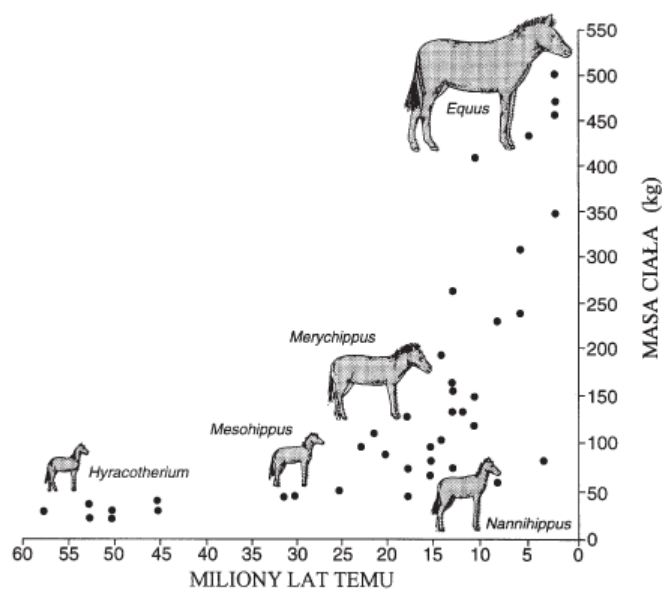 550
500
Equus
450
400
350
300
250
Merychippus
200
150
Mesohippus
100
Hyracotherium
50
Nannihippus
0
60 55 50 45 40 35 30 25 20 15 10 5 0
MILIONY LAT TEMU
MASA CIAŁA (kg)